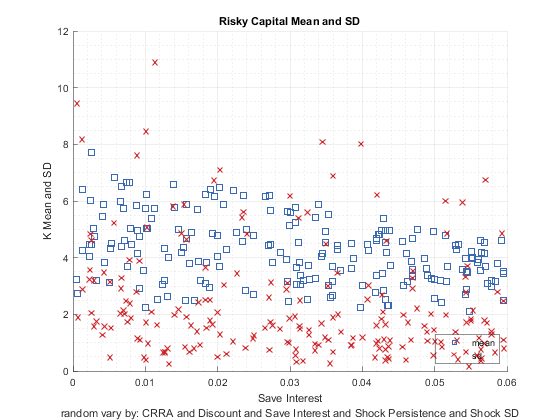 Risky Capital Mean and SD
12
10
8
6
4
2
0
K Mean and SD
mean
sd
0
0.01
0.02
0.03
0.04
0.05
0.06
Save Interest
random vary by: CRRA and Discount and Save Interest and Shock Persistence and Shock SD